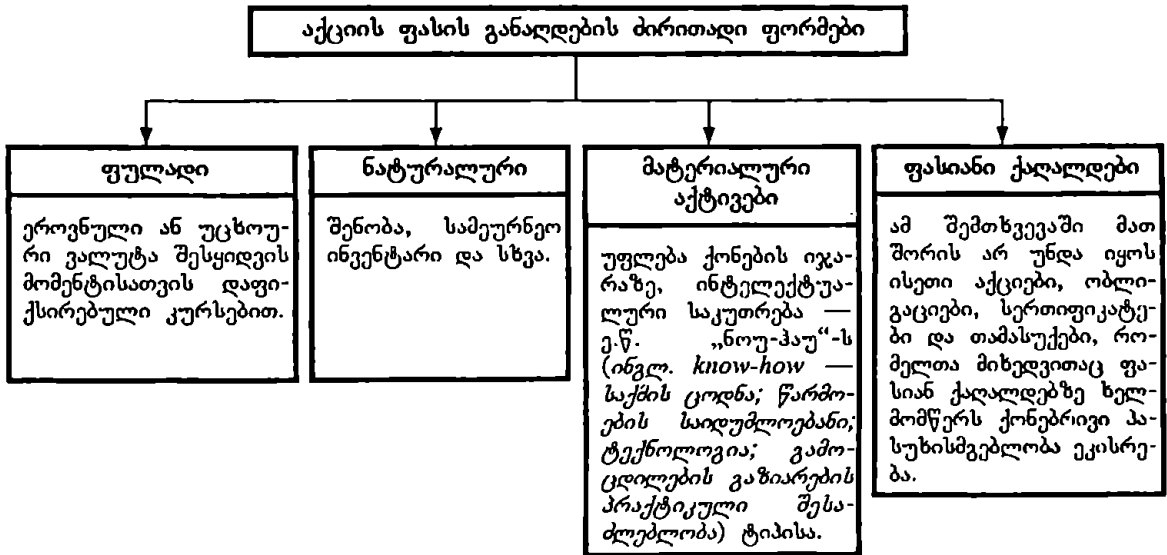 აქციის ფასის განაღდების ძირითადი ფორმები
ფულადი
ეროვნული ან უცხოუ-
რი ვალუტა შესყიდვის
მომენტისათვის დაფი-
ქსირებული კურსებით.
ნატურალური
შენობა, სამეურნეო
ინვენტარი და სხვა.
მატერიალური
აქტივები
უფლება ქონების იჯა-
რაზე, ინტელექტუა-
ლური საკუთრება —
ე.წ. „ნოუ-ჰაუ“-ს
(ინგლ. know-how —
საქმის ცოდნა; წარმო-
ების საიდუმლოებანი;
ტექნოლოგია; გამო-
ცდილების გაზიარების
პრაქტიკული შესა-
ძლებლობა) ტიპისა.
ფასიანი ქაღალდები
ამ შემთხვევაში მათ
შორის არ უნდა იყოს
ისეთი აქციები, ობლი-
გაციები, სერთიფიკატე-
ბი და თამასუქები, რო-
მელთა მიხედვითაც ფა-
სიან ქაღალდებზე ხელ-
მომწერს ქონებრივი პა-
სუხისმგებლობა ეკისრე-
ბა.